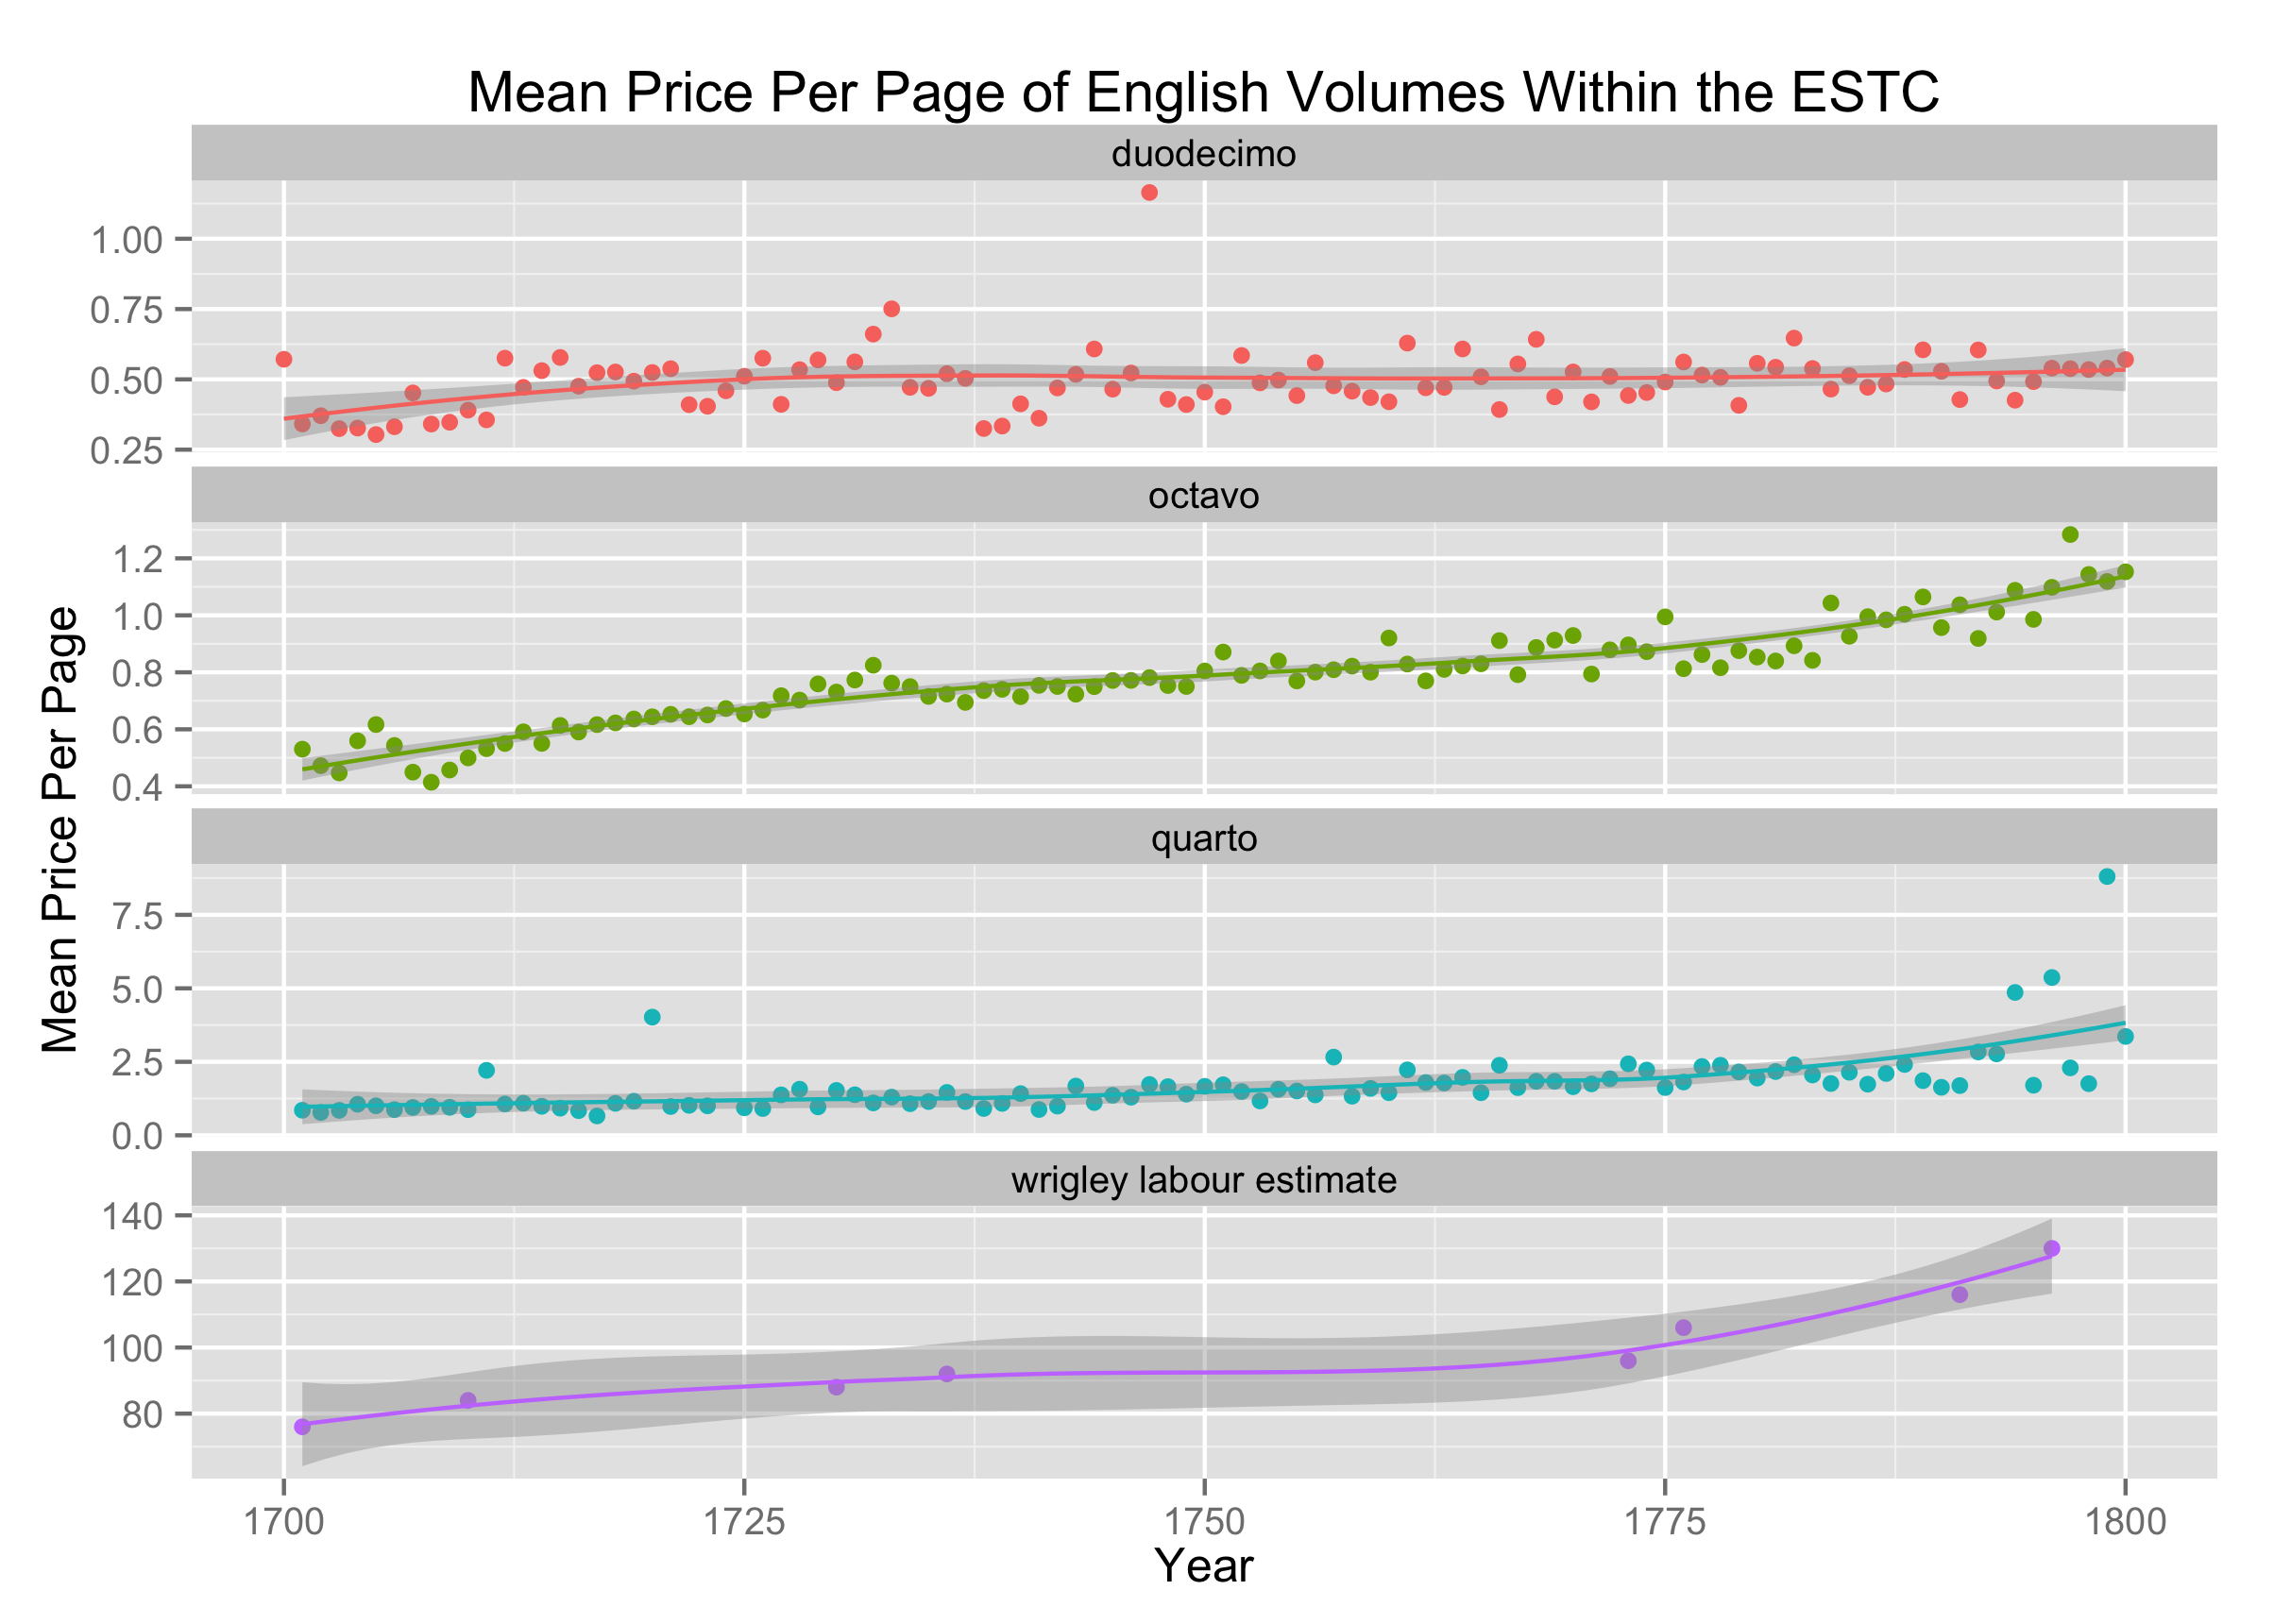 Mean Price Per Page of English Volumes Within the ESTC
duodecimo
1.00
0.75
0.50
0.25
octavo
1.2
1.0
0.8
0.6
0.4
quarto
7.5
5.0
2.5
0.0
wrigley labour estimate
140
120
100
80
Mean Price Per Page
1700 1725 1750 1775 1800
Year